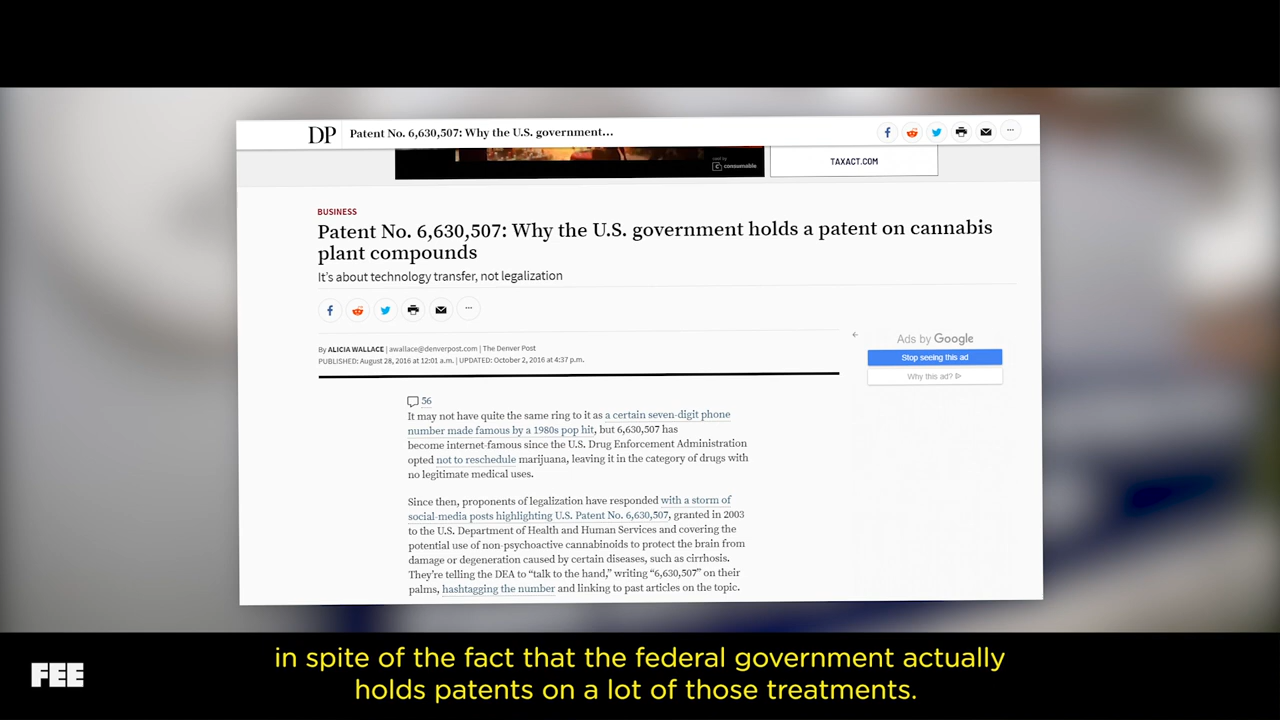 DP
Patent No. 6,630,507: Why the U.S. government...
consumable
TAXACT.COM
BUSINESS
Patent No. 6,630,507: Why the U.S. government holds a patent on cannabis
plant compounds
It's about technology transfer, not legalization
By ALICIA WALLACE | awallace@denverpost.com | The Denver Post
PUBLISHED: August 28, 2016 at 12:01 a.m. | UPDATED: October 2, 2016 at 4:37 p.m.
Ads by Google
Stop seeing this ad
Why this ad?
56
It may not have quite the same ring to it as a certain seven-digit phone
number made famous by a 1980s pop hit, but 6,630,507 has
become internet-famous since the U.S. Drug Enforcement Administration
opted not to reschedule marijuana, leaving it in the category of drugs with
no legitimate medical uses.
Since then, proponents of legalization have responded with a storm of
social-media posts highlighting U.S. Patent No. 6,630,507, granted in 2003
to the U.S. Department of Health and Human Services and covering the
potential use of non-psychoactive cannabinoids to protect the brain from
damage or degeneration caused by certain diseases, such as cirrhosis.
They're telling the DEA to “talk to the hand,” writing “6,630,507” on their
palms, hashtagging the number and linking to past articles on the topic.
in spite of the fact that the federal government actually
holds patents on a lot of those treatments.
FEE